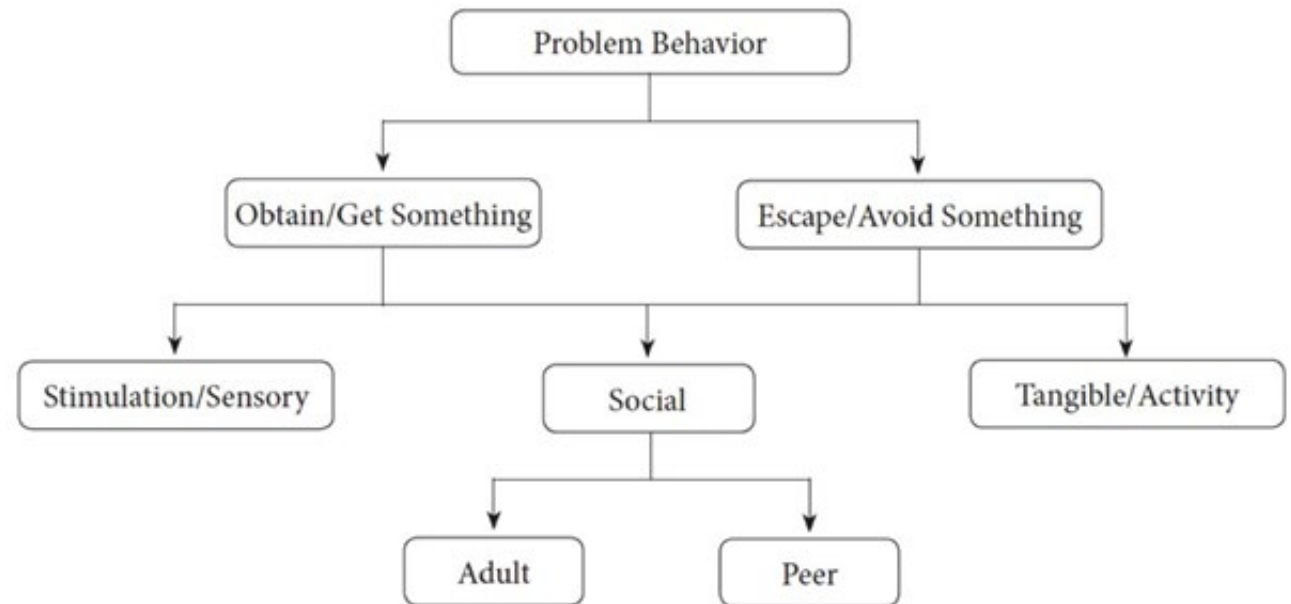 Problem Behavior
Obtain/Get Something
Escape/Avoid Something
Stimulation/Sensory
Social
Tangible/Activity
Adult
Peer